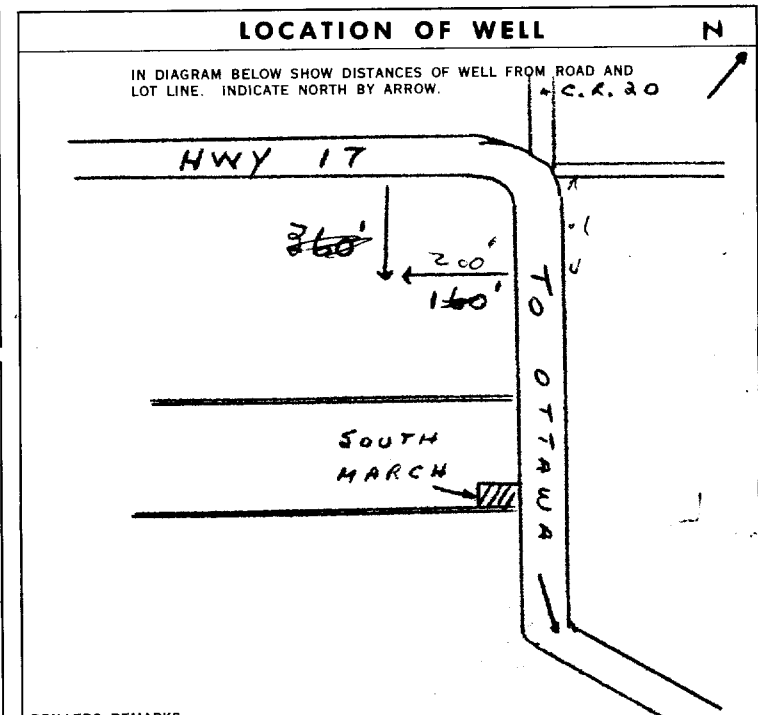 LOCATION OF WELL N
IN DIAGRAM BELOW SHOW DISTANCES OF WELL FROM ROAD AND
LOT LINE. INDICATE NORTH BY ARROW.
C.R. 20
HWY 17
360'
200'
160'
TO OTTAWA
SOUTH
MARCH